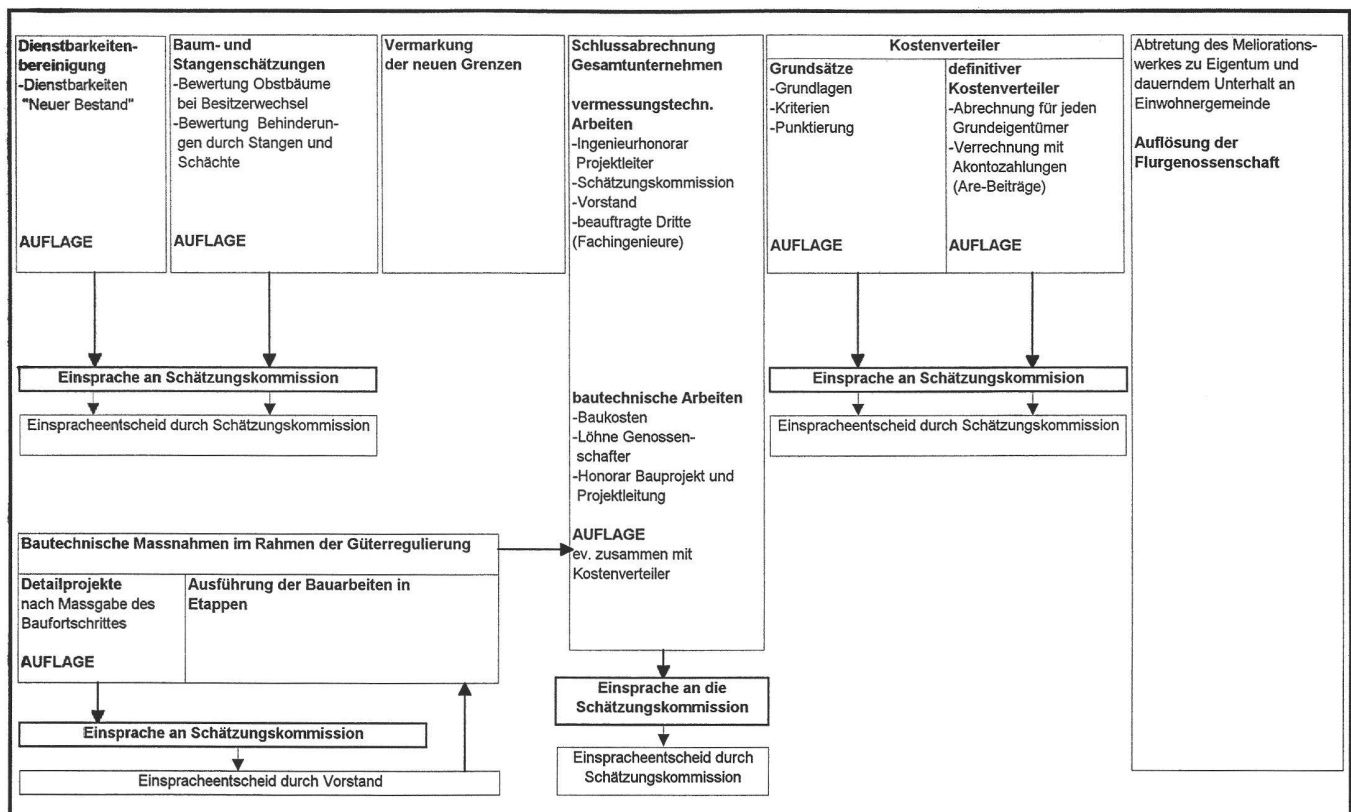 Dienstbarkeiten-
bereinigung
-Dienstbarkeiten
"Neuer Bestand"
AUFLAGE
Baum- und
Stangenschätzungen
-Bewertung Obstbäume
bei Besitzerwechsel
-Bewertung Behinderun-
gen durch Stangen und
Schächte
AUFLAGE
Vermarkung
der neuen Grenzen
Einsprache an Schätzungskommission
Einspracheentscheid durch Schätzungskommission
Schlussabrechnung
Gesamtunternehmen
vermessungstechn.
Arbeiten
-Ingenieurhonorar
Projektleiter
-Schätzungskommission
-Vorstand
-beauftragte Dritte
(Fachingenieure)
bautechnische Arbeiten
-Baukosten
-Löhne Genossen-
schafter
-Honorar Bauprojekt und
Projektleitung
AUFLAGE
ev. zusammen mit
Kostenverteiler
Einsprache an die
Schätzungskommission
Einspracheentscheid durch
Schätzungskommission
Kostenverteiler
Grundsätze
-Grundlagen
-Kriterien
-Punktierung
AUFLAGE
definitiver
Kostenverteiler
-Abrechnung für jeden
Grundeigentümer
-Verrechnung mit
Akontozahlungen
(Are-Beiträge)
AUFLAGE
Einsprache an Schätzungskommision
Einspracheentscheid durch Schätzungskommission
Abtretung des Meliorations-
werkes zu Eigentum und
dauerndem Unterhalt an
Einwohnergemeinde
Auflösung der
Flurgenossenschaft
Bautechnische Massnahmen im Rahmen der Güterregulierung
Detailprojekte
nach Massgabe des
Baufortschrittes
AUFLAGE
Ausführung der Bauarbeiten in
Etappen
Einsprache an Schätzungskommission
Einspracheentscheid durch Vorstand